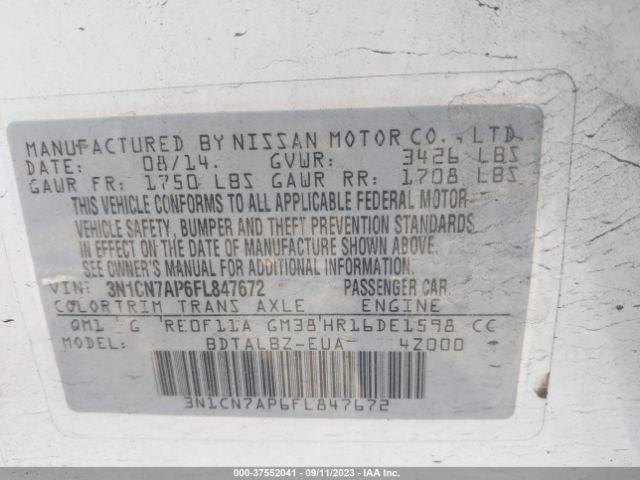 MANUFACTURED BY NISSAN MOTOR CO., LTD.
DATE: 08/14. GVWR: 3426 LBS
GAWR FR: 1750 LBS GAWR RR: 1708 LBS
THIS VEHICLE CONFORMS TO ALL APPLICABLE FEDERAL MOTOR
VEHICLE SAFETY, BUMPER AND THEFT PREVENTION STANDARDS
IN EFFECT ON THE DATE OF MANUFACTURE SHOWN ABOVE.
SEE OWNER'S MANUAL FOR ADDITIONAL INFORMATION.
VIN: 3N1CN7AP6FL847672 PASSENGER CAR.
COLOR TRIM TRANS AXLE ENGINE
QM1 G RE0F11A GM38 HR16DE1598 CC
MODEL BDTALBZ-EUA 4Z000
3N1CN7AP6FL847672
000-37552041 - 09/11/2023 - IAA Inc.